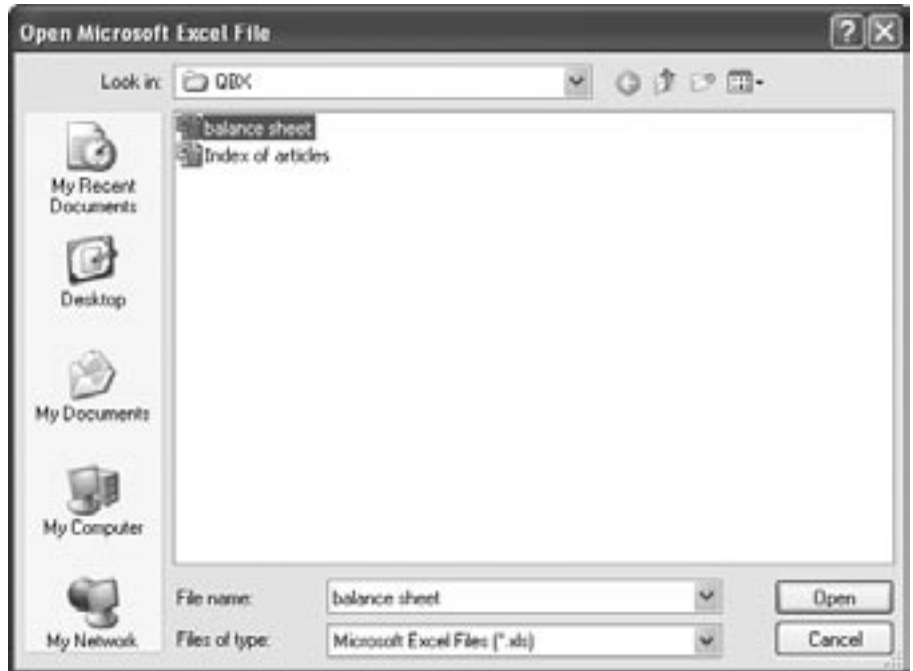 Open Microsoft Excel File
Look in: QBX
balance sheet
Index of articles
My Recent
Documents
Desktop
My Documents
My Computer
My Network
File name: balance sheet
Files of type: Microsoft Excel Files (*.xls)
Open
Cancel